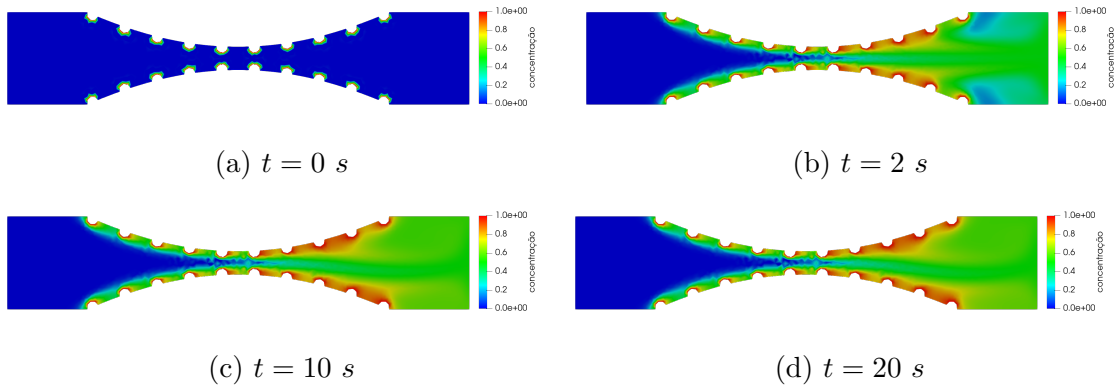 1.0e+00
0.8
0.6
0.4
0.2
0.0e+00
concentração
1.0e+00
0.8
0.6
0.4
0.2
0.0e+00
concentração
(a) t = 0 s
(b) t = 2 s
1.0e+00
0.8
0.6
0.4
0.2
0.0e+00
concentração
1.0e+00
0.8
0.6
0.4
0.2
0.0e+00
concentração
(c) t = 10 s
(d) t = 20 s